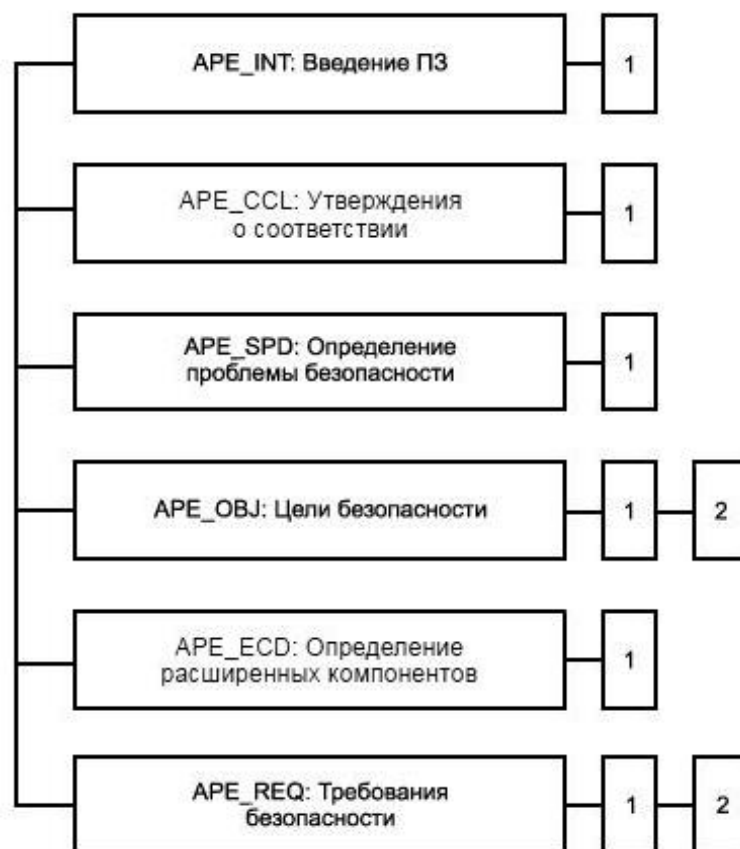 APE_INT: Введение ПЗ
1
APE_CCL: Утверждения
о соответствии
1
APE_SPD: Определение
проблемы безопасности
1
APE_OBJ: Цели безопасности
1
2
APE_ECD: Определение
расширенных компонентов
1
APE_REQ: Требования
безопасности
1
2